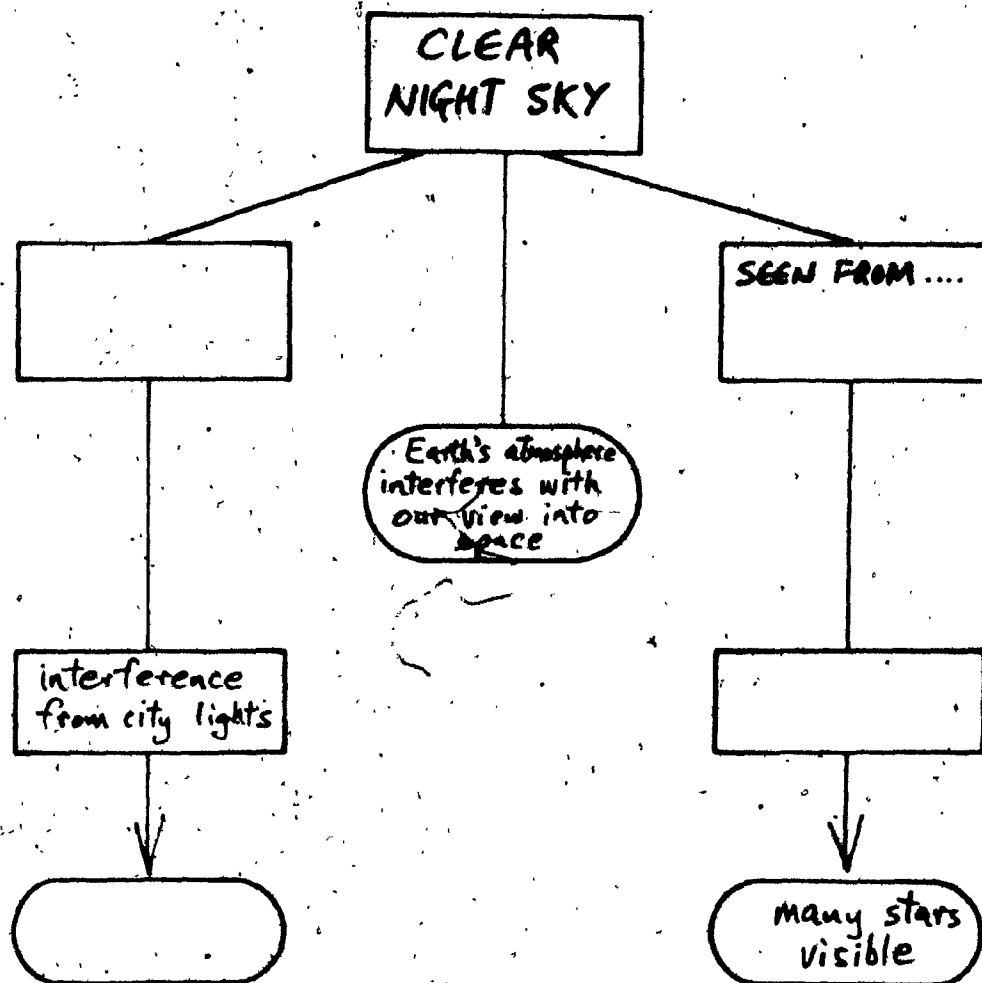 CLEAR
NIGHT SKY
SEEN FROM....
Earth's atmosphere
interferes with
our view into
space
interference
from city lights
many stars
visible